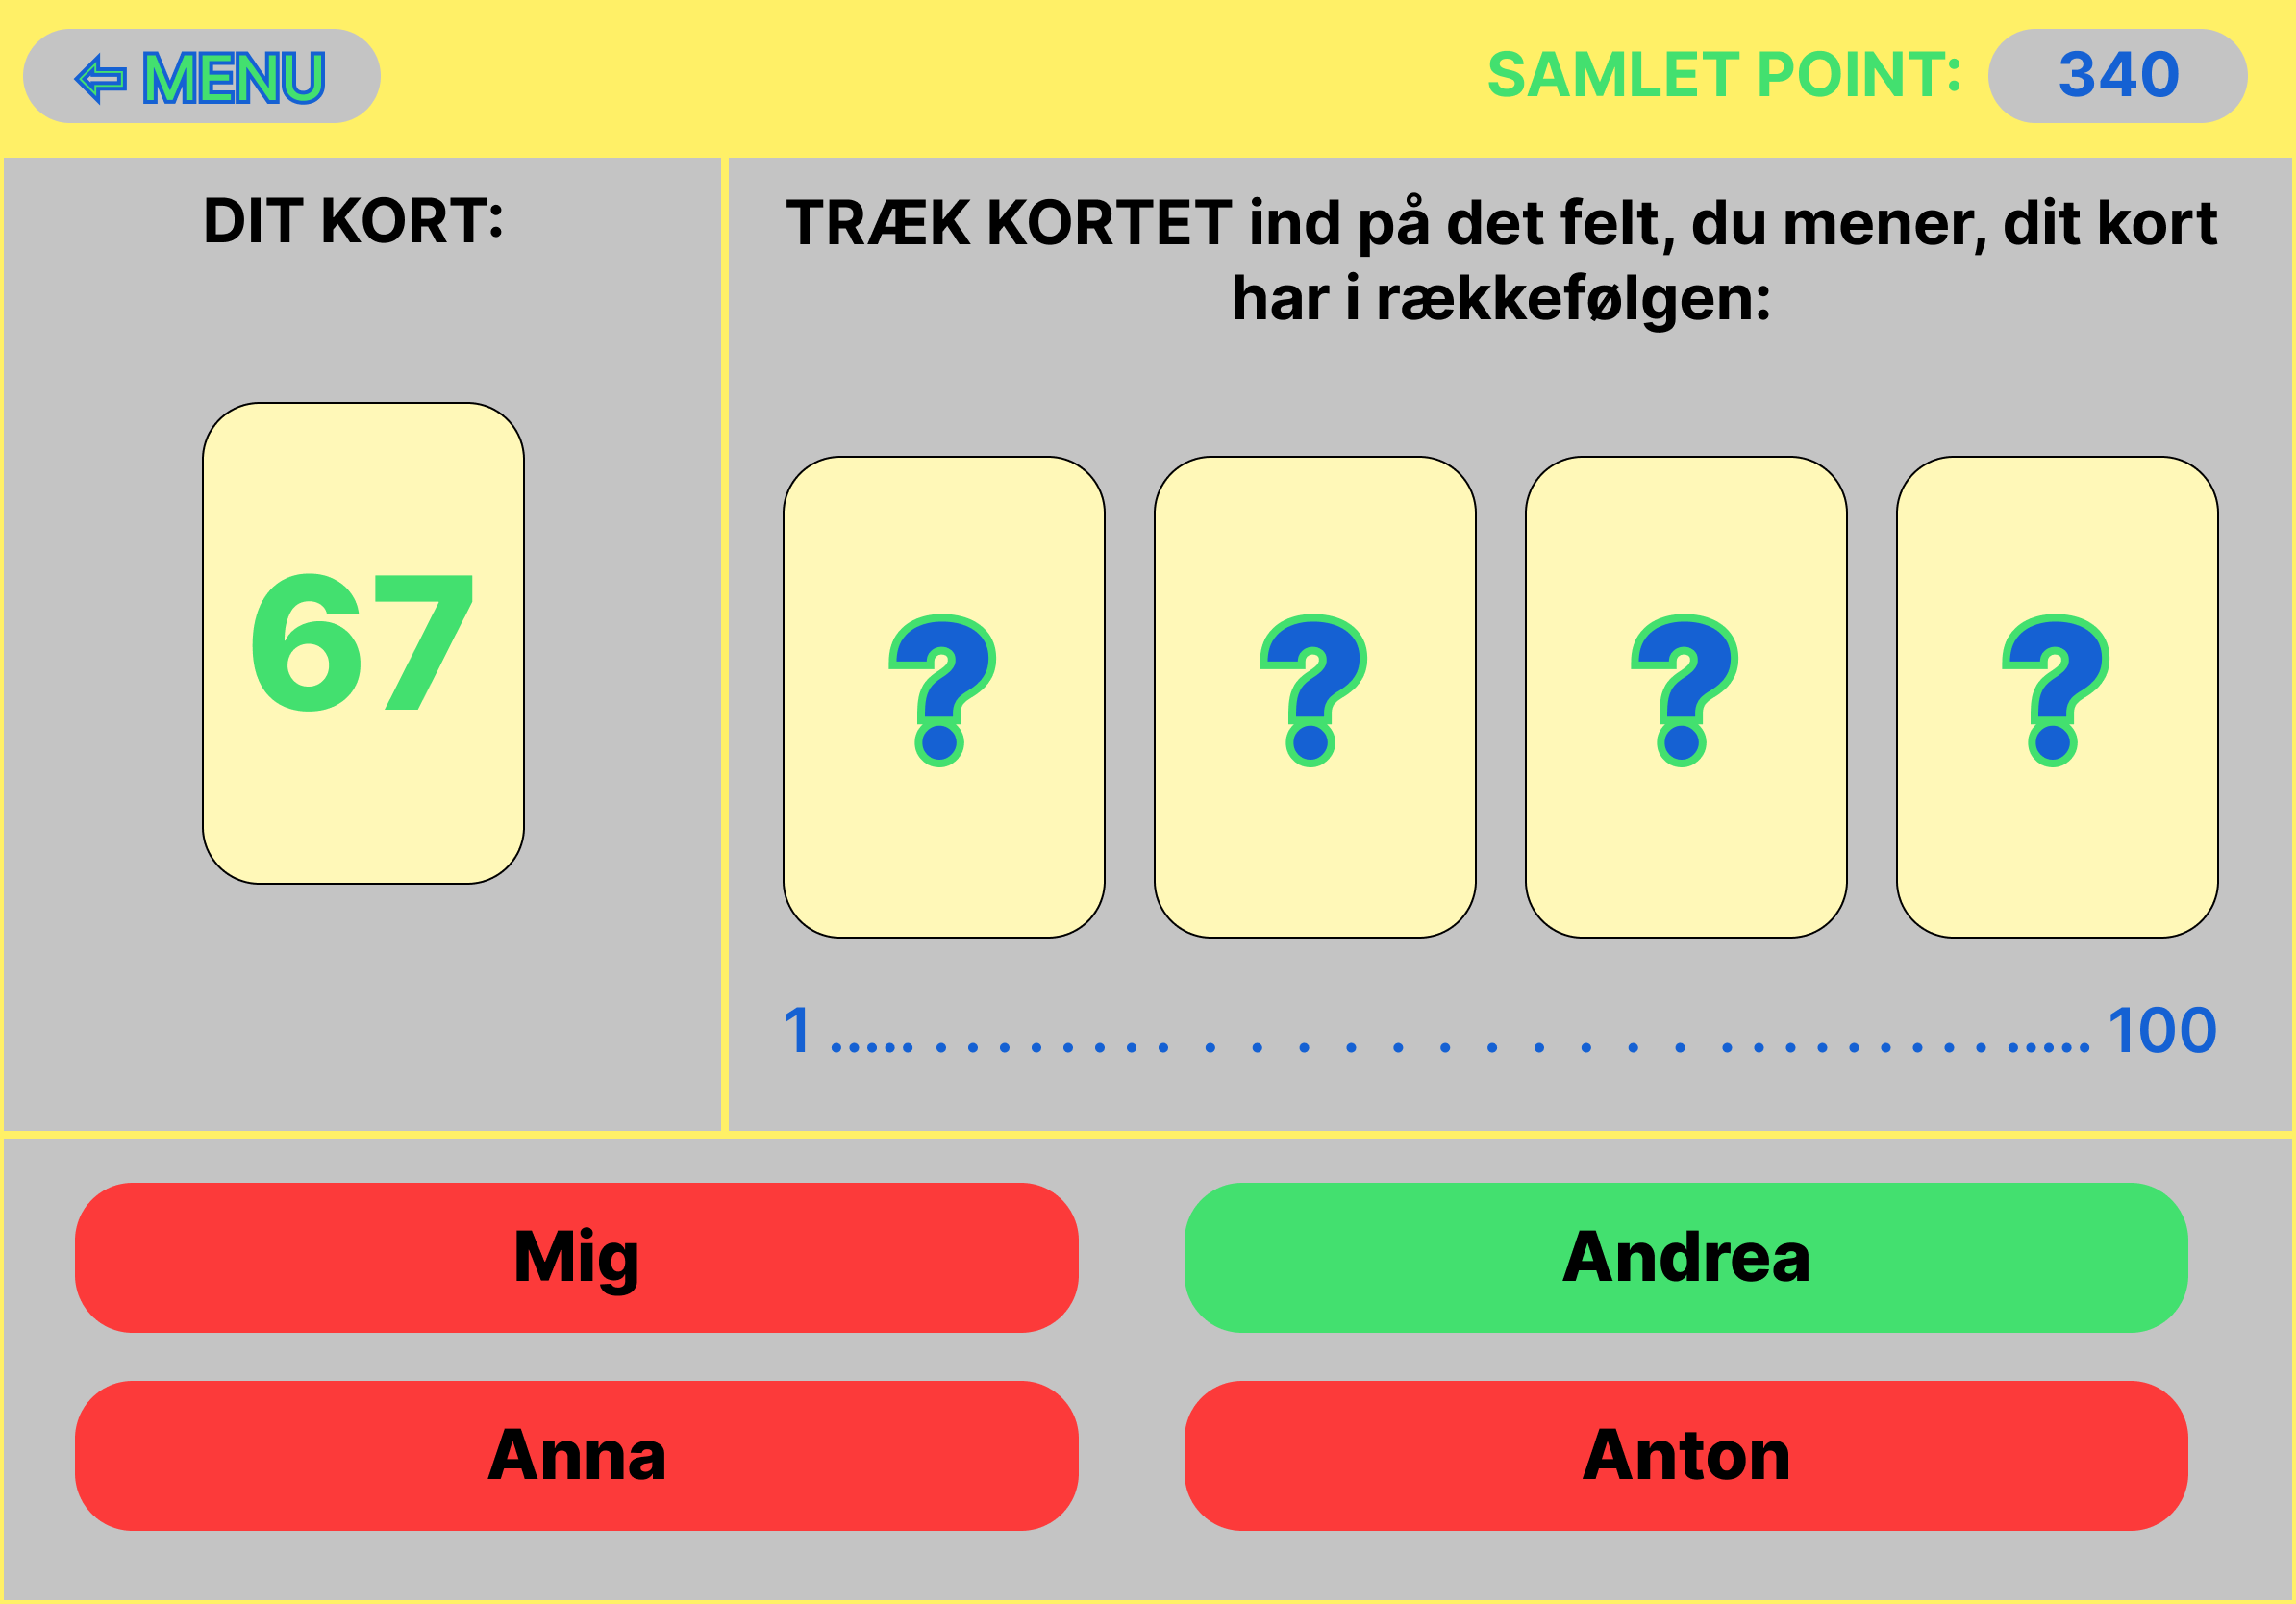 ⇦ MENU
SAMLET POINT: 340
DIT KORT:
67
TRÆK KORTET ind på det felt, du mener, dit kort
har i rækkefølgen:
? ? ? ?
1 ..... . . . . . . . . . . . . . . . . . . . . . . . . . . . . ..... 100
Mig
Andrea
Anna
Anton